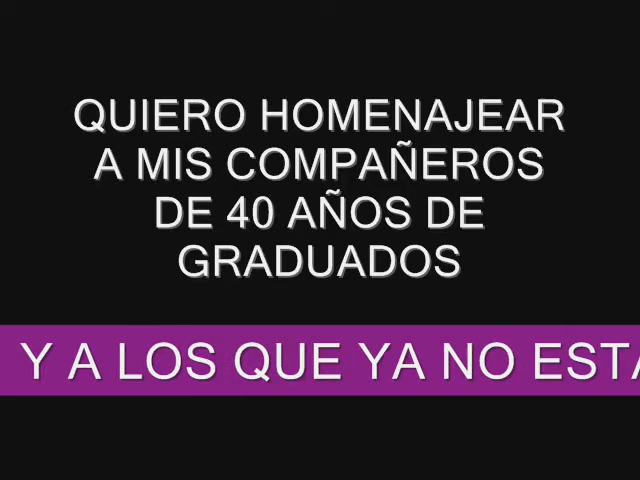 QUIERO HOMENAJEAR
A MIS COMPAÑEROS
DE 40 AÑOS DE
GRADUADOS
Y A LOS QUE YA NO